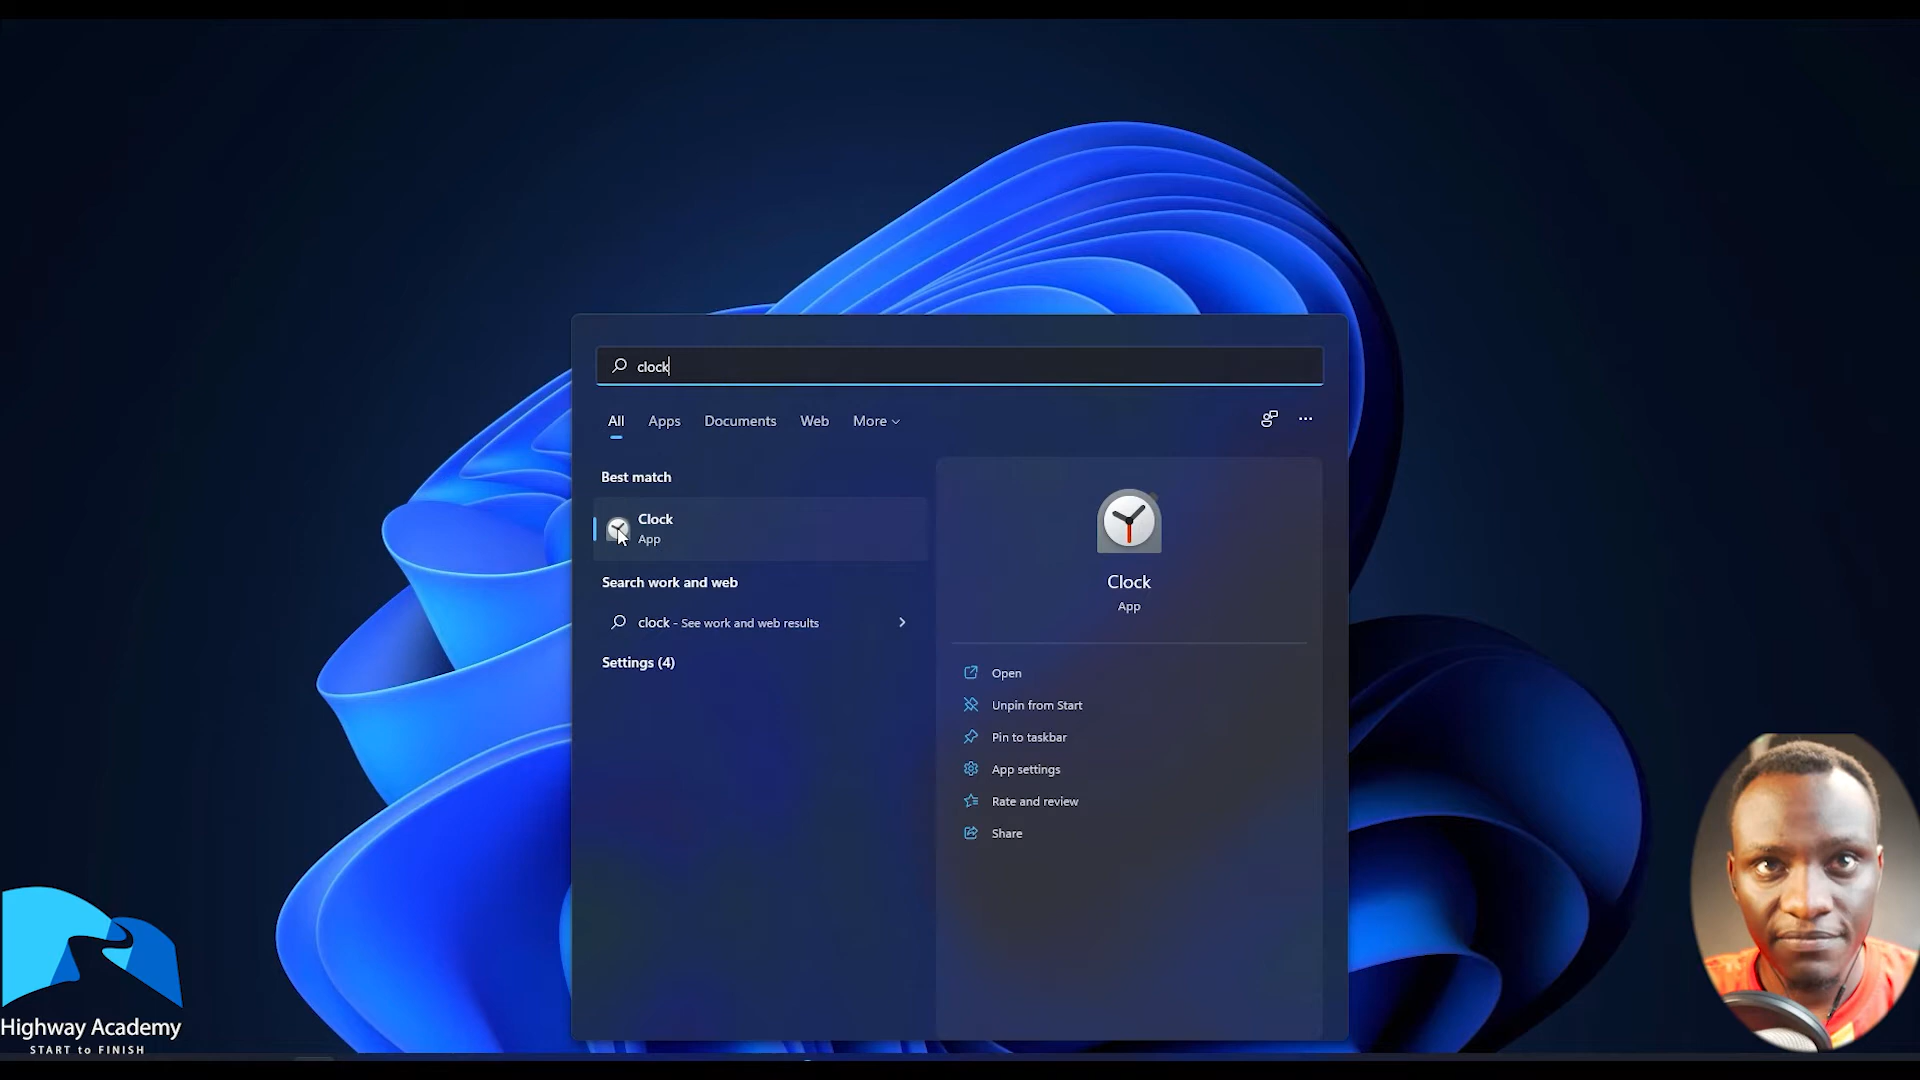 clock
All
Apps
Documents
Web
More
Best match
Clock
App
Search work and web
clock - See work and web results
Settings (4)
Clock
App
Open
Unpin from Start
Pin to taskbar
App settings
Rate and review
Share
Highway Academy
START to FINISH